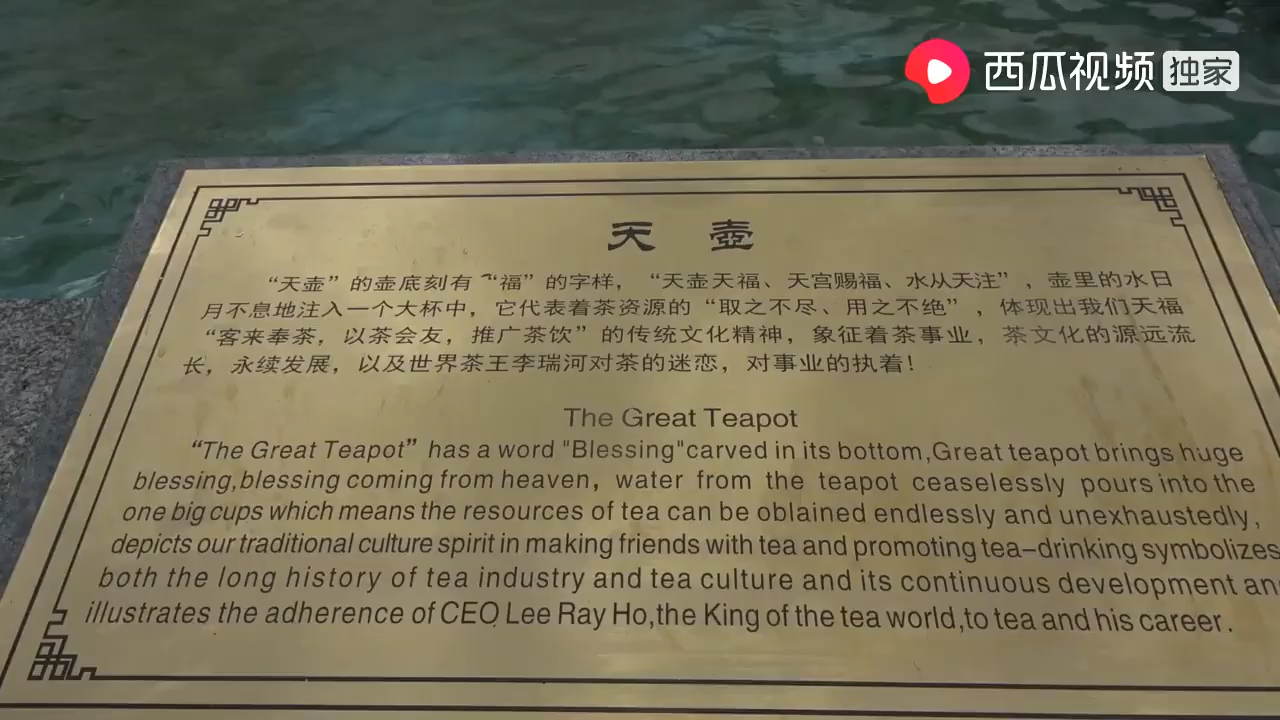 西瓜视频 独家
天壶
“天壶”的壶底刻有“福”的字样，“天壶天福、天宫赐福、水从天注”，壶里的水日
月不息地注入一个大杯中，它代表着茶资源的“取之不尽、用之不绝”，体现出我们天福
“客来奉茶，以茶会友，推广茶饮”的传统文化精神，象征着茶事业，茶文化的源远流
长，永续发展，以及世界茶王李瑞河对茶的迷恋，对事业的执着！
The Great Teapot
“The Great Teapot” has a word "Blessing"carved in its bottom,Great teapot brings huge
blessing,blessing coming from heaven, water from the teapot ceaselessly pours into the
one big cups which means the resources of tea can be oblained endlessly and unexhaustedly,
depicts our traditional culture spirit in making friends with tea and promoting tea-drinking symbolizes
both the long history of tea industry and tea culture and its continuous development an
illustrates the adherence of CEO Lee Ray Ho,the King of the tea world,to tea and his career.